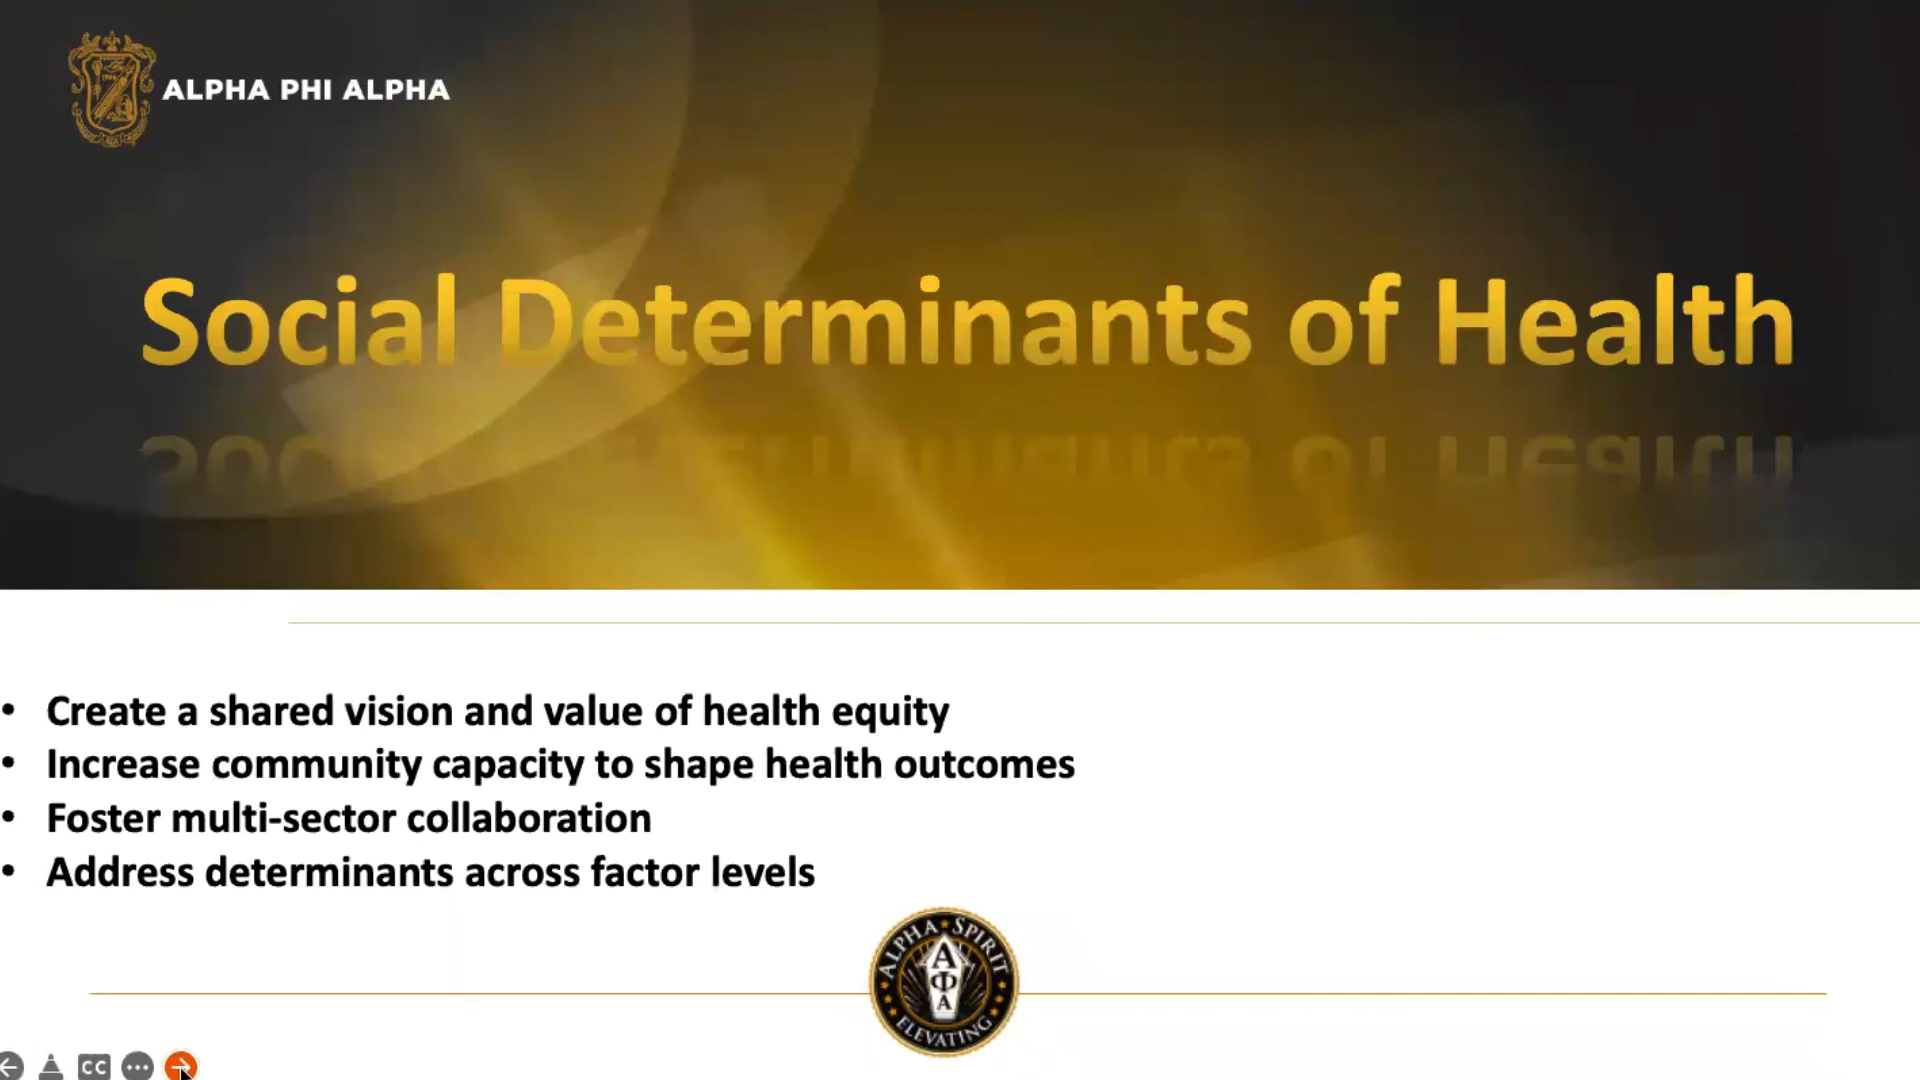 ALPHA PHI ALPHA
Social Determinants of Health
• Create a shared vision and value of health equity
• Increase community capacity to shape health outcomes
• Foster multi-sector collaboration
• Address determinants across factor levels
ALPHA SPIRIT
Α
Φ
Α
ELEVATING
CC